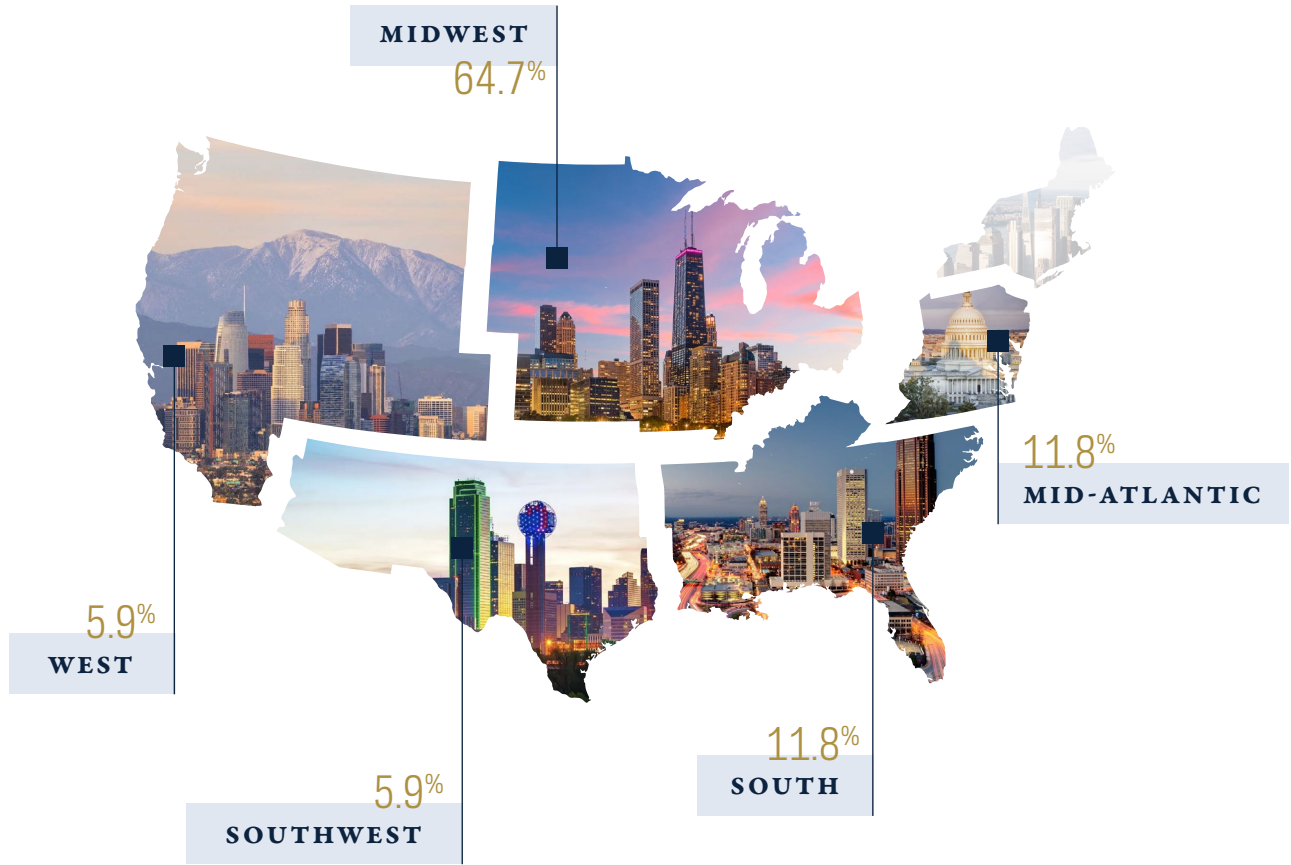 MIDWEST
64.7%
11.8%
MID-ATLANTIC
5.9%
WEST
11.8%
SOUTH
5.9%
SOUTHWEST